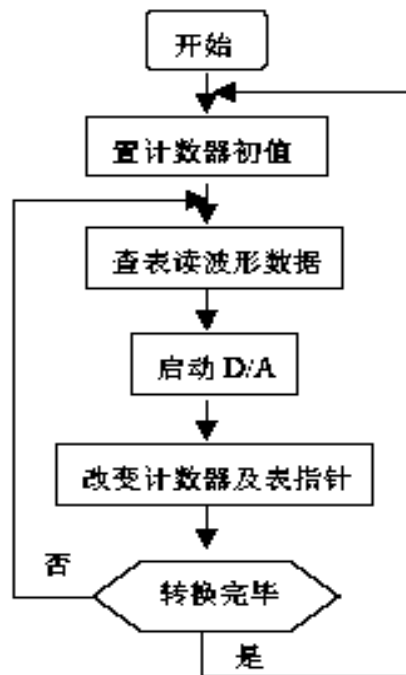 开始
置计数器初值
查表读波形数据
启动 D/A
改变计数器及表指针
否
转换完毕
是